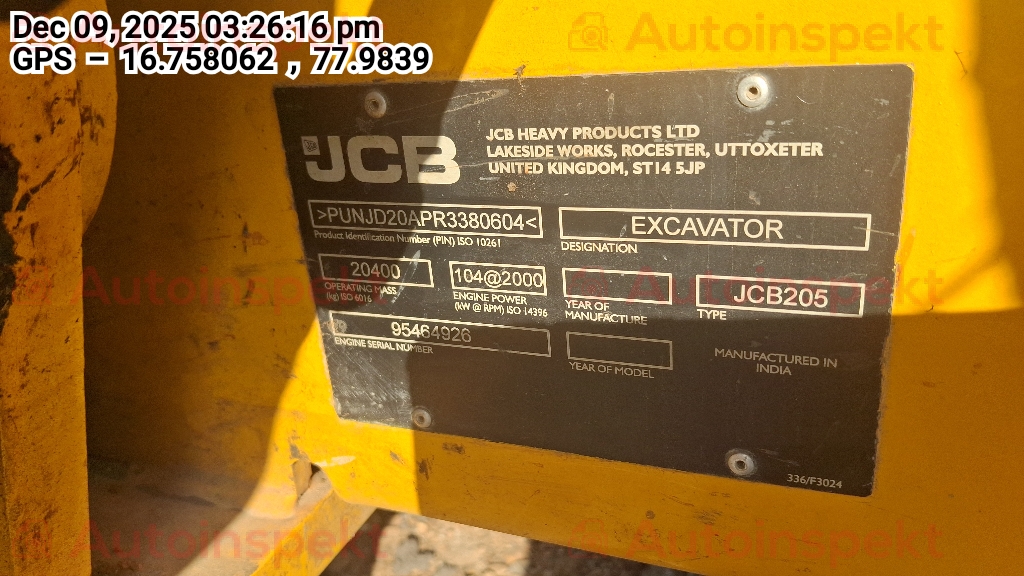 Dec 09, 2025 03:26:16 pm
GPS - 16.758062 , 77.9839
Autoinspekt
JCB
JCB HEAVY PRODUCTS LTD
LAKESIDE WORKS, ROCESTER, UTTOXETER
UNITED KINGDOM, ST14 5JP
>PUNJD20APR3380604<
Product Identification Number (PIN) ISO 10261
EXCAVATOR
DESIGNATION
20400
OPERATING MASS
(kg) ISO 6016
104@2000
ENGINE POWER
(kW @ RPM) ISO 14396
YEAR OF
MANUFACTURE
JCB205
TYPE
95464926
ENGINE SERIAL NUMBER
YEAR OF MODEL
MANUFACTURED IN
INDIA
336/F3024
Autoinspekt
Autoinspekt
Autoinspekt
Autoinspekt